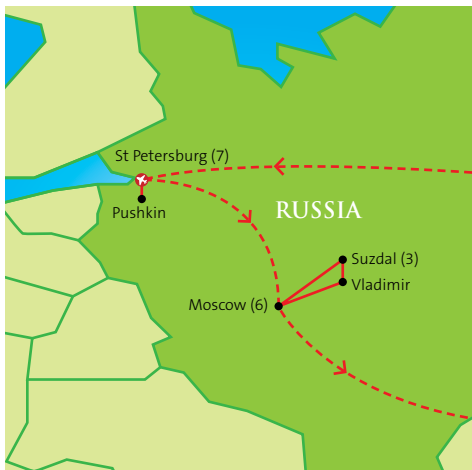 St Petersburg (7)
Pushkin
RUSSIA
Suzdal (3)
Vladimir
Moscow (6)